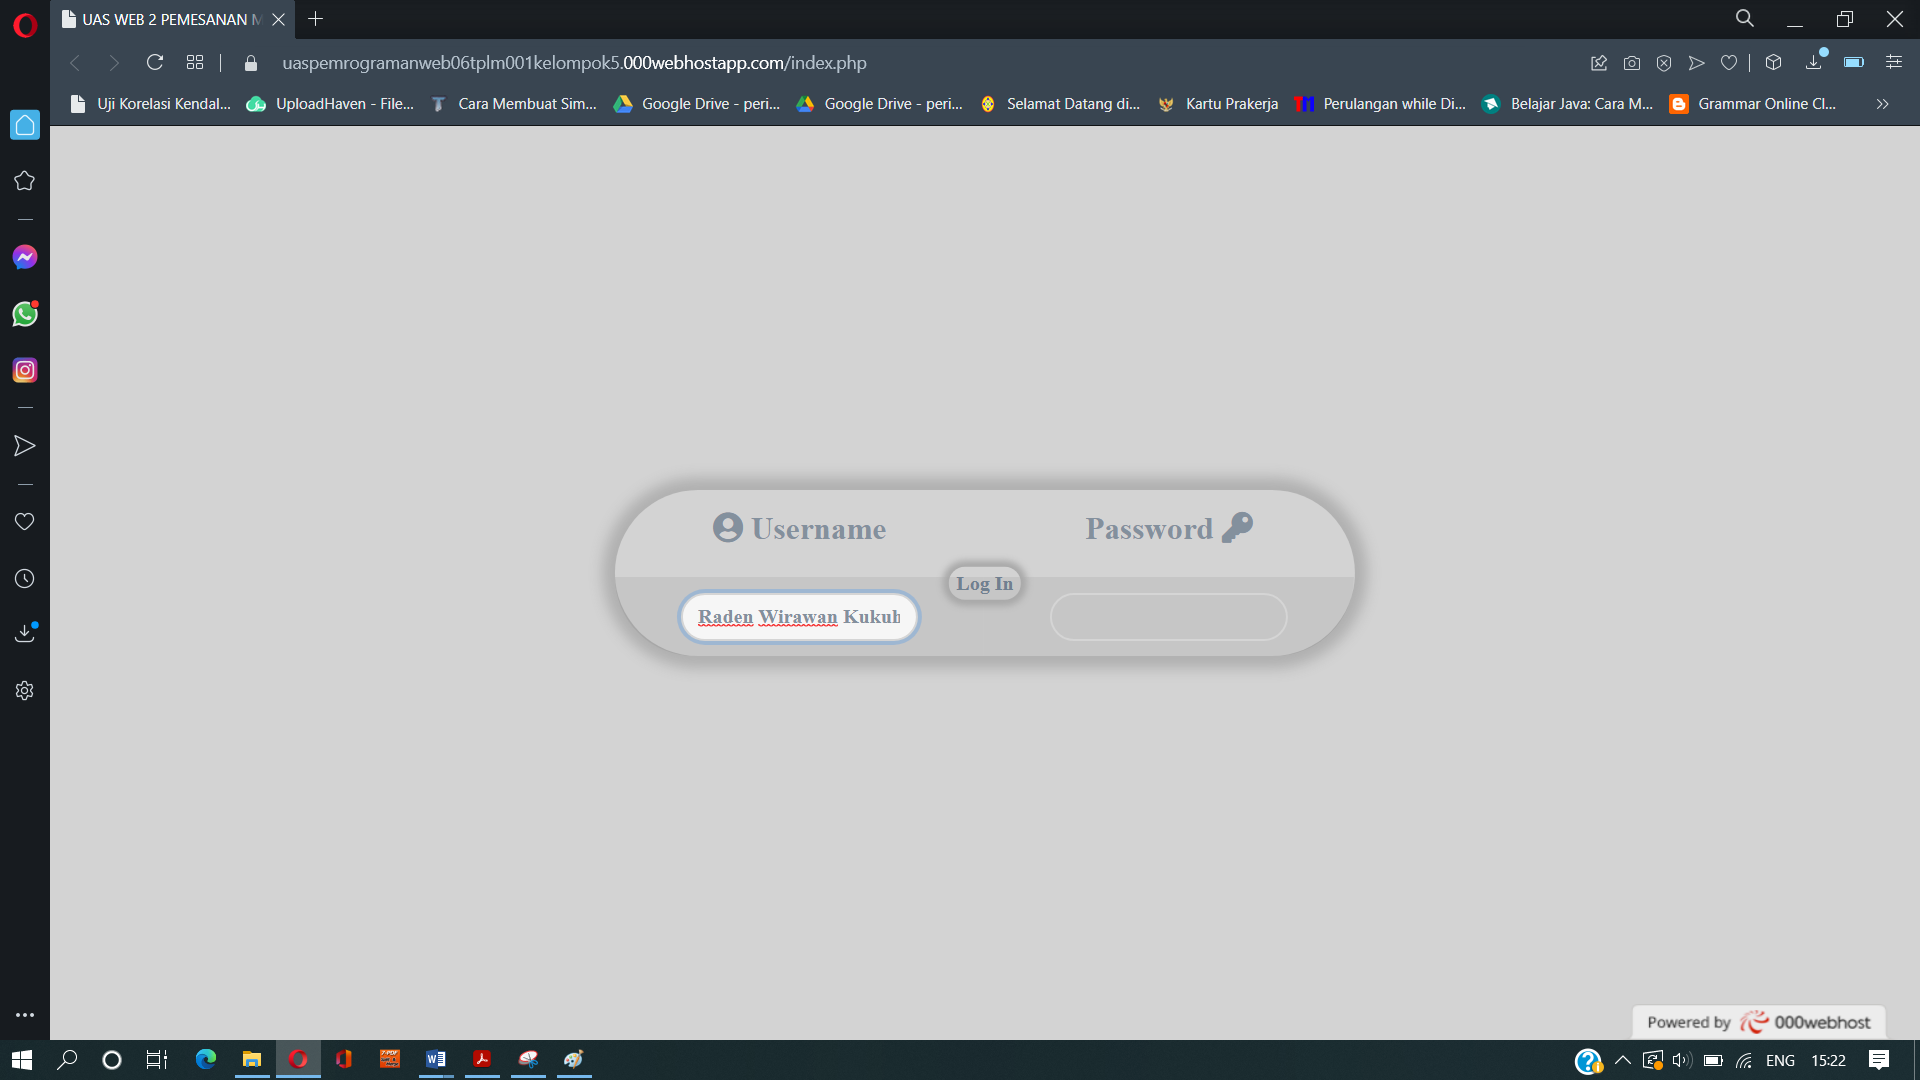 UAS WEB 2 PEMESANAN M
uaspemrogramanweb06tplm001kelompok5.000webhostapp.com/index.php
Uji Korelasi Kendal...
UploadHaven - File...
Cara Membuat Sim...
Google Drive - peri...
Google Drive - peri...
Selamat Datang di...
Kartu Prakerja
TM Perulangan while Di...
Belajar Java: Cara M...
Grammar Online Cl...
Username
Password
Log In
Raden Wirawan Kukuh
Powered by 000webhost
ENG
15:22